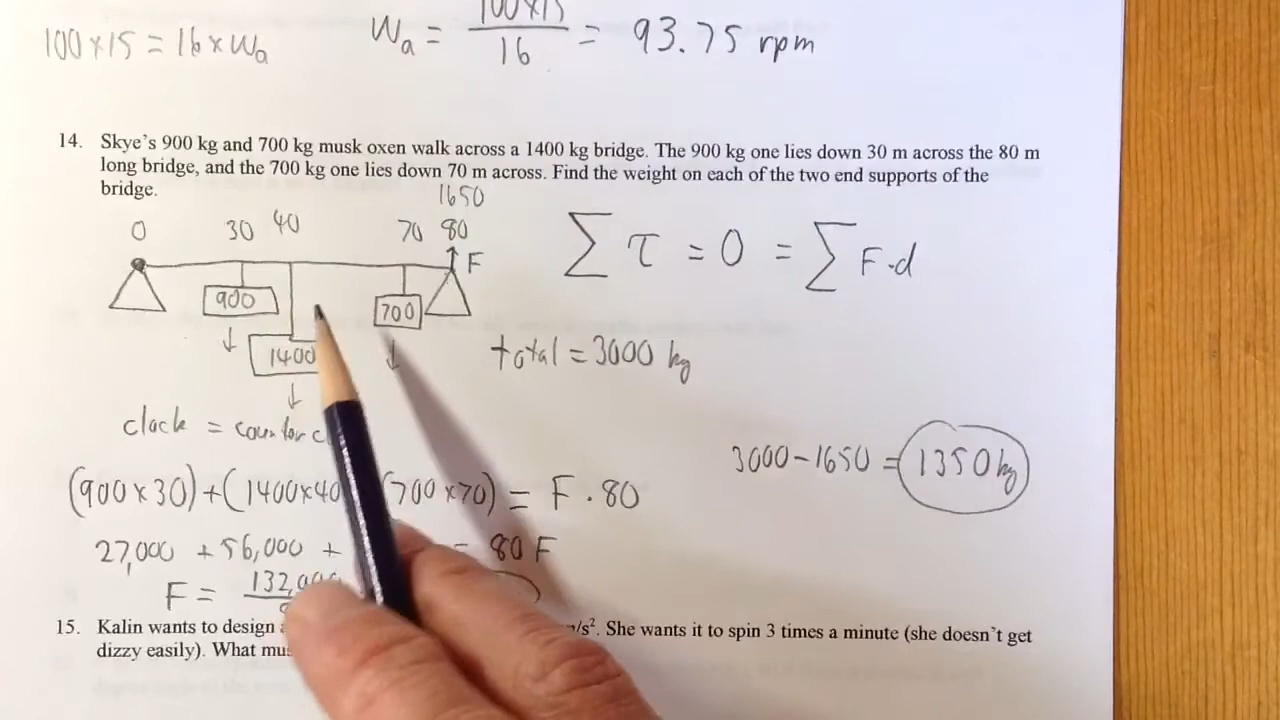 100×15
100×15 = 16×Wa Wa = 16 = 93.75 rpm
14. Skye's 900 kg and 700 kg musk oxen walk across a 1400 kg bridge. The 900 kg one lies down 30 m across the 80 m
long bridge, and the 700 kg one lies down 70 m across. Find the weight on each of the two end supports of the
bridge.
1650
0 30 40 70 80
F
Σ τ = 0 = Σ F·d
900 700
1400
total = 3000 kg
clock =
3000-1650 = 1350 kg
(900×30)+(1400×40 (700×70) = F·80
27,000 + 56,000 + = 80 F
F = 132,000
15. Kalin wants to design m/s². She wants it to spin 3 times a minute (she doesn't get
dizzy easily). What